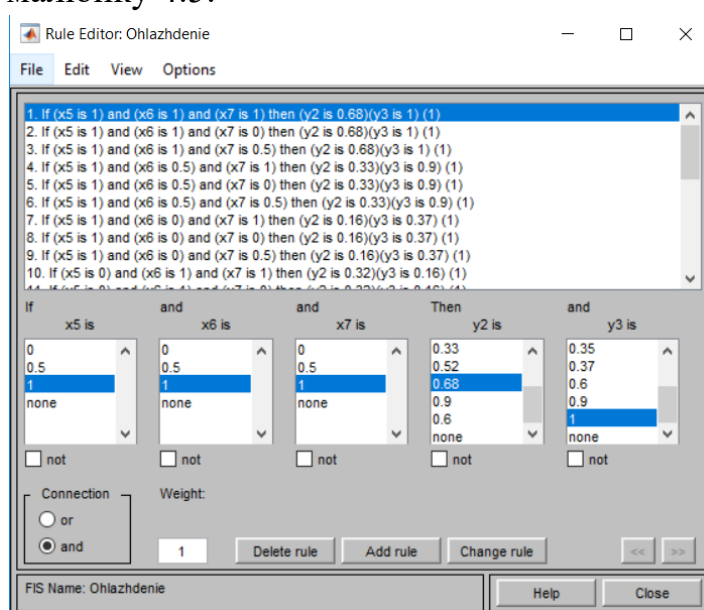 малюнку 4.5.
Rule Editor: Ohlazhdenie
File Edit View Options
1. If (x5 is 1) and (x6 is 1) and (x7 is 1) then (y2 is 0.68)(y3 is 1) (1)
2. If (x5 is 1) and (x6 is 1) and (x7 is 0) then (y2 is 0.68)(y3 is 1) (1)
3. If (x5 is 1) and (x6 is 1) and (x7 is 0.5) then (y2 is 0.68)(y3 is 1) (1)
4. If (x5 is 1) and (x6 is 0.5) and (x7 is 1) then (y2 is 0.33)(y3 is 0.9) (1)
5. If (x5 is 1) and (x6 is 0.5) and (x7 is 0) then (y2 is 0.33)(y3 is 0.9) (1)
6. If (x5 is 1) and (x6 is 0.5) and (x7 is 0.5) then (y2 is 0.33)(y3 is 0.9) (1)
7. If (x5 is 1) and (x6 is 0) and (x7 is 1) then (y2 is 0.16)(y3 is 0.37) (1)
8. If (x5 is 1) and (x6 is 0) and (x7 is 0) then (y2 is 0.16)(y3 is 0.37) (1)
9. If (x5 is 1) and (x6 is 0) and (x7 is 0.5) then (y2 is 0.16)(y3 is 0.37) (1)
10. If (x5 is 0) and (x6 is 1) and (x7 is 1) then (y2 is 0.32)(y3 is 0.16) (1)
If and and Then and
x5 is x6 is x7 is y2 is y3 is
0 0 0 0.33 0.35
0.5 0.5 0.5 0.52 0.37
1 1 1 0.68 0.6
none none none 0.9 0.9
0.6 1
none none
not not not not not
Connection Weight:
or
and 1 Delete rule Add rule Change rule << >>
FIS Name: Ohlazhdenie Help Close